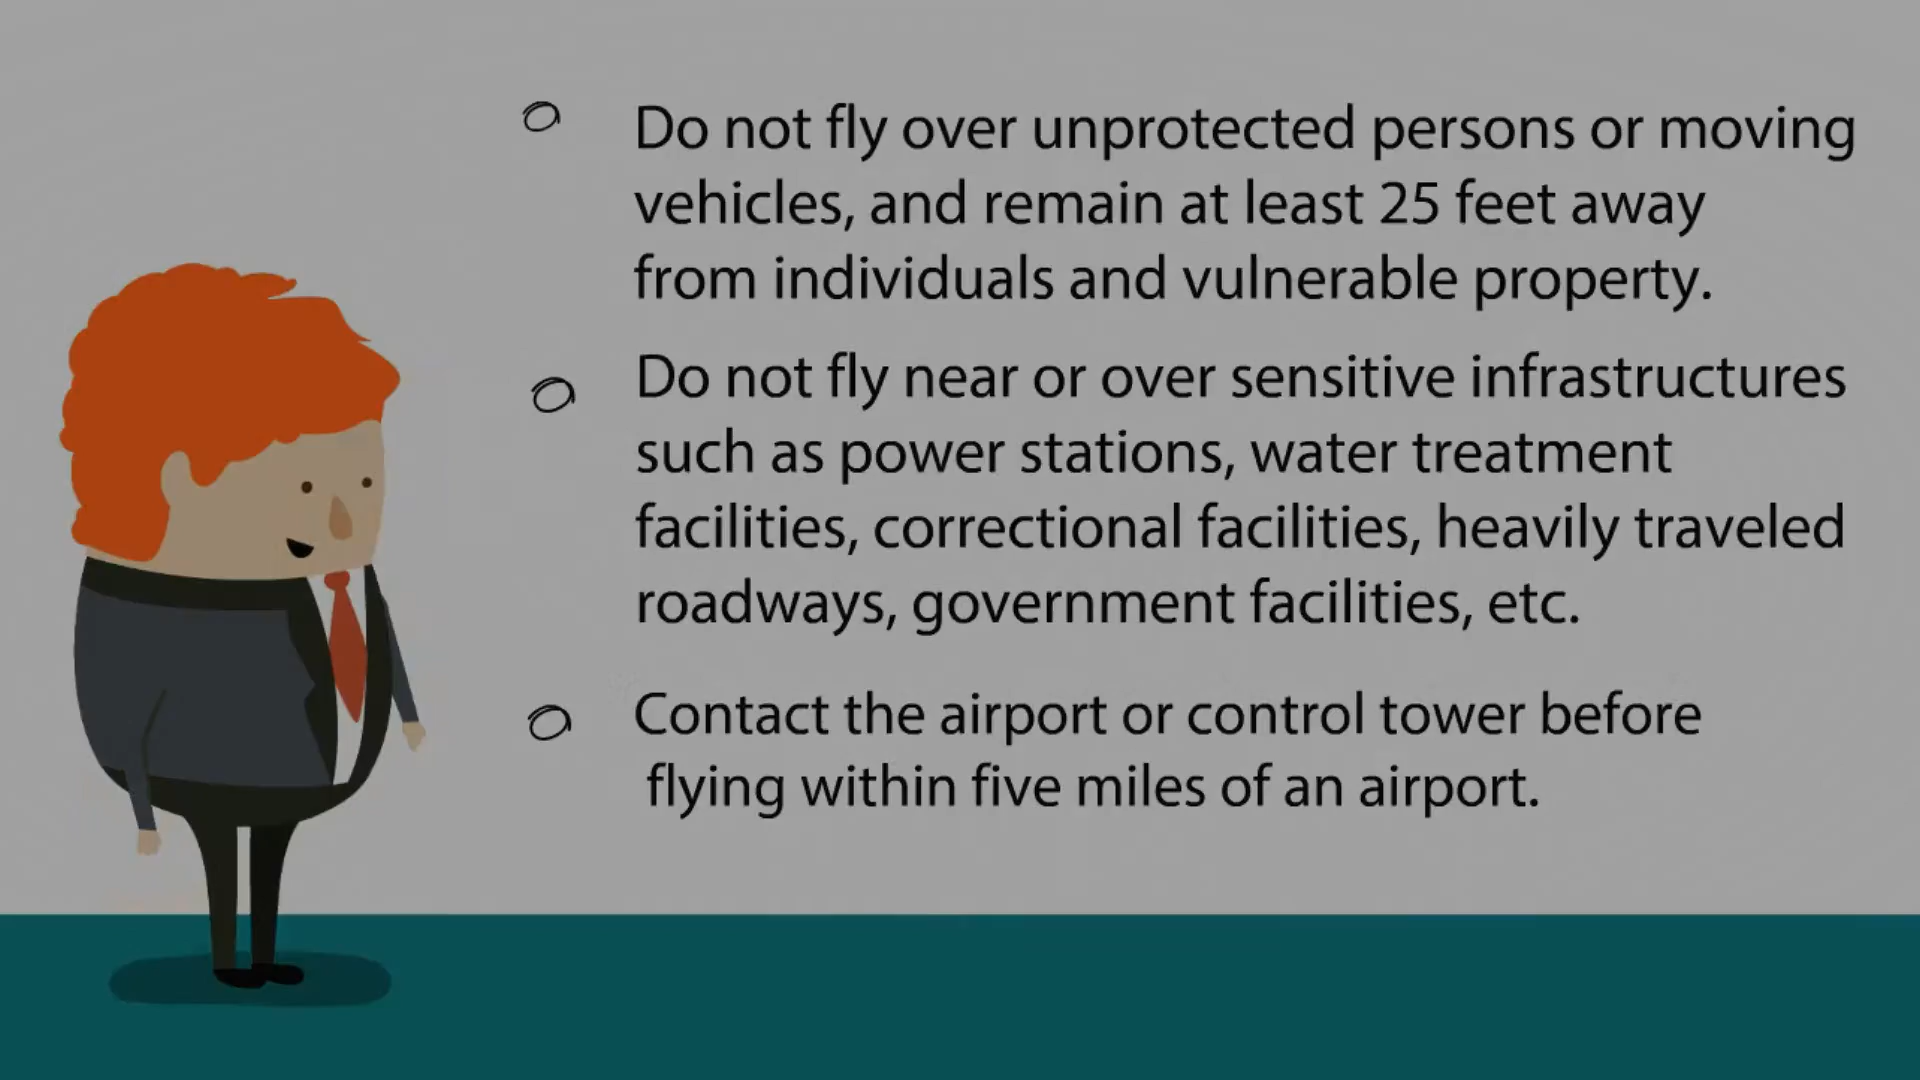 Do not fly over unprotected persons or moving
vehicles, and remain at least 25 feet away
from individuals and vulnerable property.
Do not fly near or over sensitive infrastructures
such as power stations, water treatment
facilities, correctional facilities, heavily traveled
roadways, government facilities, etc.
Contact the airport or control tower before
flying within five miles of an airport.